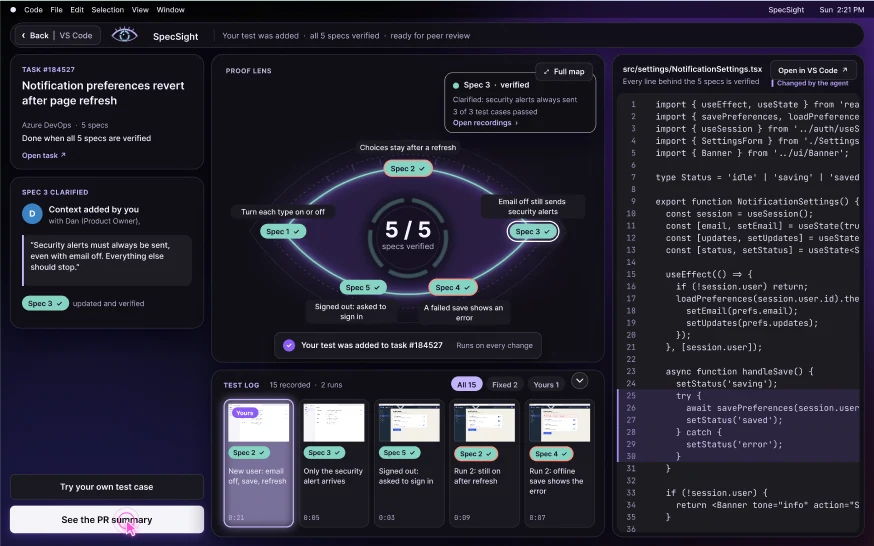 Code File Edit Selection View Window
SpecSight Sun 2:21 PM
‹ Back | VS Code
SpecSight
Your test was added · all 5 specs verified · ready for peer review
TASK #184527
Notification preferences revert
after page refresh
Azure DevOps · 5 specs
Done when all 5 specs are verified
Open task ↗
SPEC 3 CLARIFIED
D
Context added by you
with Dan (Product Owner),
"Security alerts must always be sent,
even with email off. Everything else
should stop."
Spec 3 ✓ updated and verified
Try your own test case
See the PR summary
PROOF LENS
Full map
Spec 3 · verified
Clarified: security alerts always sent
3 of 3 test cases passed
Open recordings ›
Choices stay after a refresh
Spec 2 ✓
Turn each type on or off
Spec 1 ✓
Email off still sends
security alerts
Spec 3 ✓
5 / 5
specs verified
Spec 5 ✓
Signed out: asked to
sign in
Spec 4 ✓
A failed save shows an
error
Your test was added to task #184527 Runs on every change
TEST LOG 15 recorded · 2 runs
All 15 Fixed 2 Yours 1
Yours
Spec 2 ✓
New user: email
off, save, refresh
0:21
Spec 3 ✓
Only the security
alert arrives
0:05
Spec 5 ✓
Signed out:
asked to sign in
0:03
Spec 2 ✓
Run 2: still on
after refresh
0:09
Spec 4 ✓
Run 2: offline
save shows the
error
0:07
src/settings/NotificationSettings.tsx
Every line behind the 5 specs is verified
Open in VS Code ↗
Changed by the agent
1 import { useEffect, useState } from 'rea
2 import { savePreferences, loadPreference
3 import { useSession } from '../auth/useS
4 import { SettingsForm } from './Settings
5 import { Banner } from '../ui/Banner';
6
7 type Status = 'idle' | 'saving' | 'saved
8
9 export function NotificationSettings() {
10 const session = useSession();
11 const [email, setEmail] = useState(tru
12 const [updates, setUpdates] = useState
13 const [status, setStatus] = useState<S
14
15 useEffect(() => {
16 if (!session.user) return;
17 loadPreferences(session.user.id).the
18 setEmail(prefs.email);
19 setUpdates(prefs.updates);
20 });
21 }, [session.user]);
22
23 async function handleSave() {
24 setStatus('saving');
25 try {
26 await savePreferences(session.user
27 setStatus('saved');
28 } catch {
29 setStatus('error');
30 }
31 }
32
33 if (!session.user) {
34 return <Banner tone="info" action="S
35 }
36